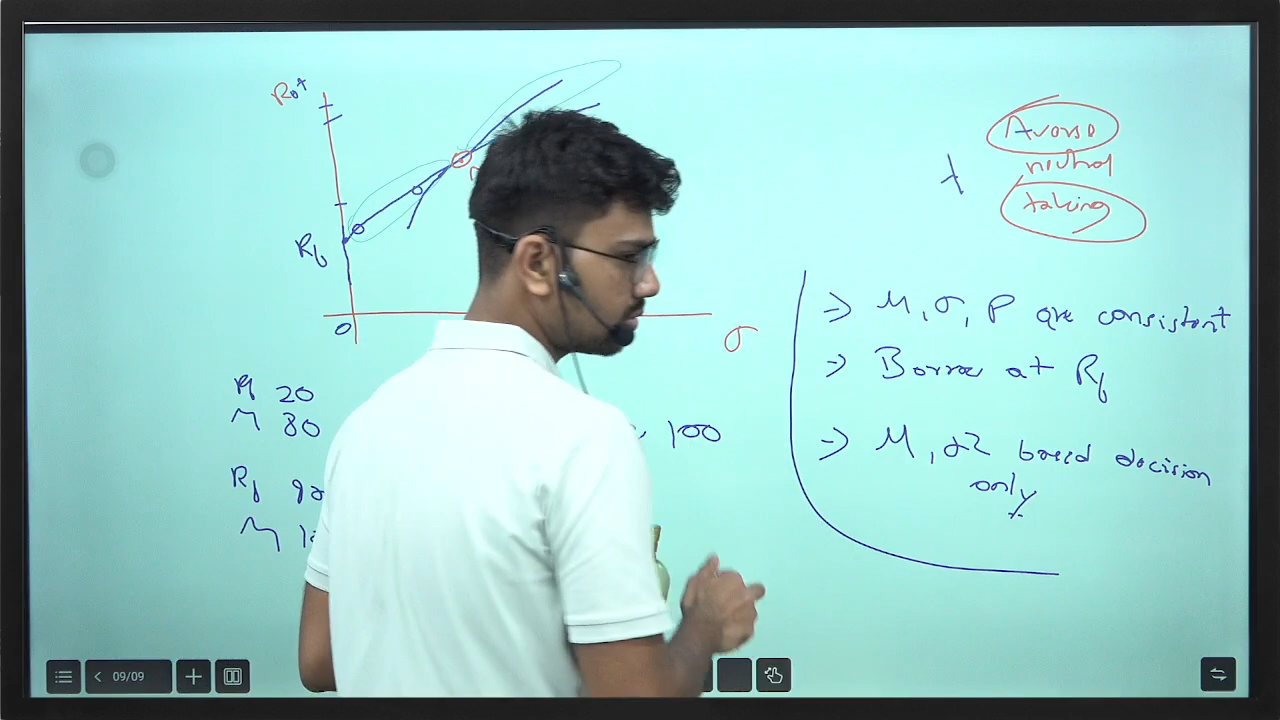 Averse
neutral
taking
Rf
0
σ
20
M 80
100
Rf
M
=> μ, σ, ρ are consistent
=> Borrow at Rf
=> μ, σ2 based decision
only
09/09